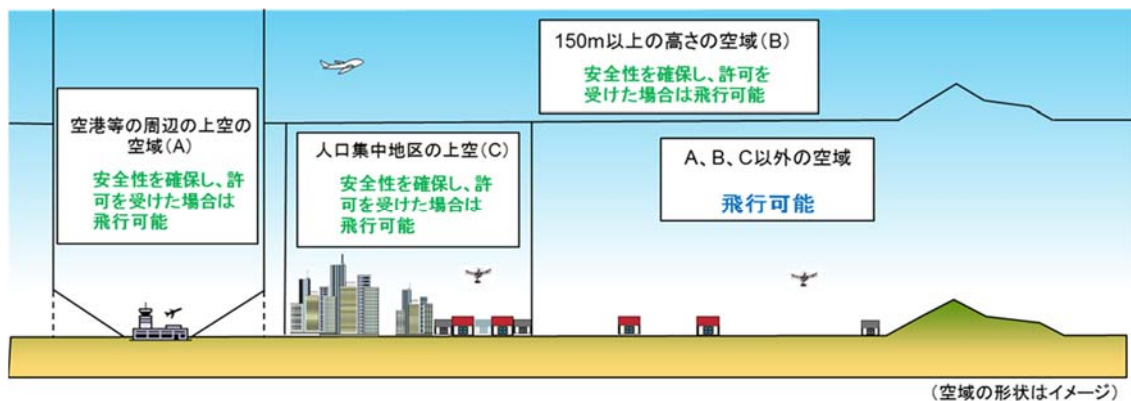 150m以上の高さの空域(B)
安全性を確保し、許可を
受けた場合は飛行可能
空港等の周辺の上空の
空域(A)
安全性を確保し、許
可を受けた場合は
飛行可能
人口集中地区の上空(C)
安全性を確保し、許
可を受けた場合は
飛行可能
A、B、C以外の空域
飛行可能
(空域の形状はイメージ)